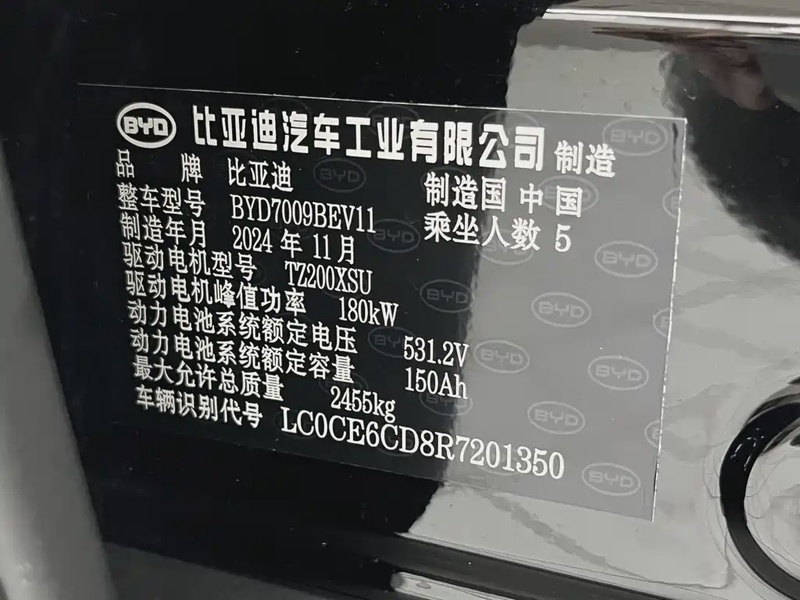 BYD 比亚迪汽车工业有限公司 制造
品牌 比亚迪 制造国 中国
整车型号 BYD7009BEV11 乘坐人数 5
制造年月 2024 年 11 月
驱动电机型号 TZ200XSU
驱动电机峰值功率 180kW
动力电池系统额定电压 531.2V
动力电池系统额定容量 150Ah
最大允许总质量 2455kg
车辆识别代号 LC0CE6CD8R7201350